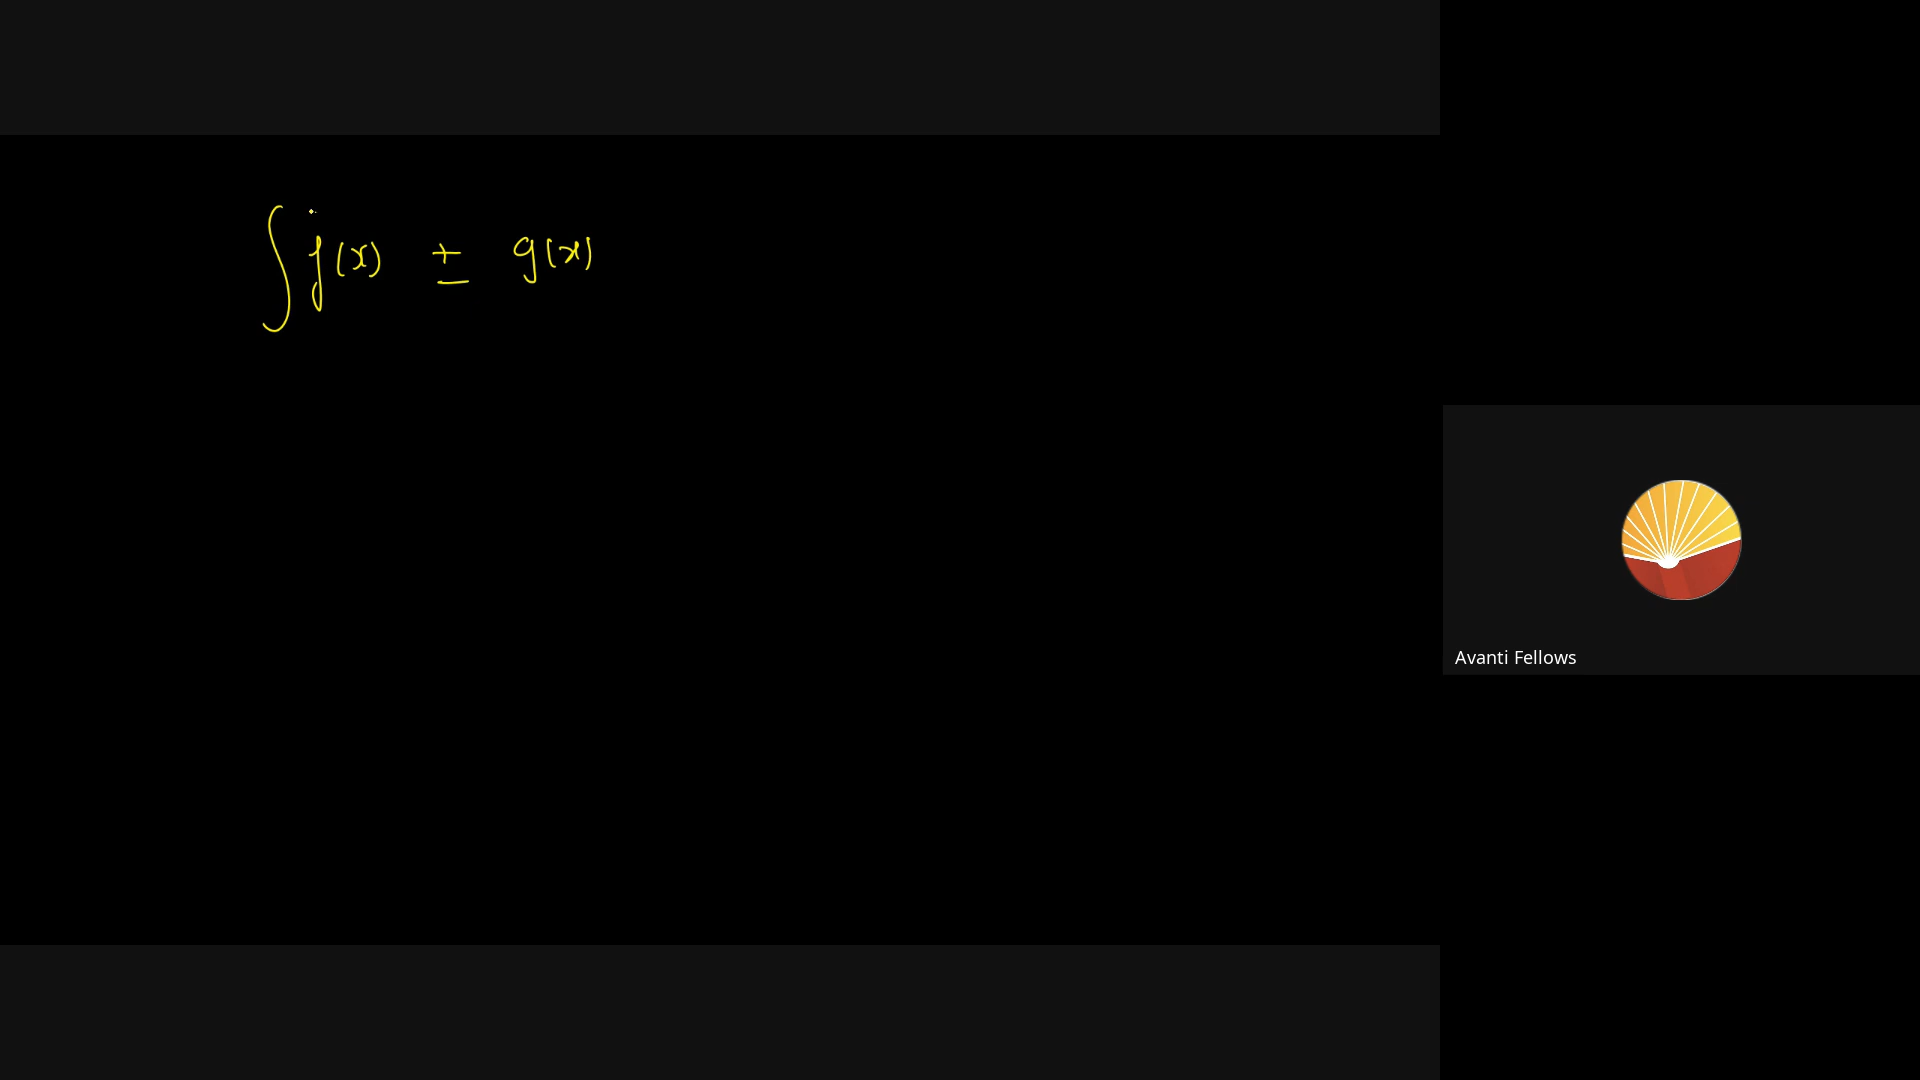 ∫ f(x) ± g(x)
Avanti Fellows